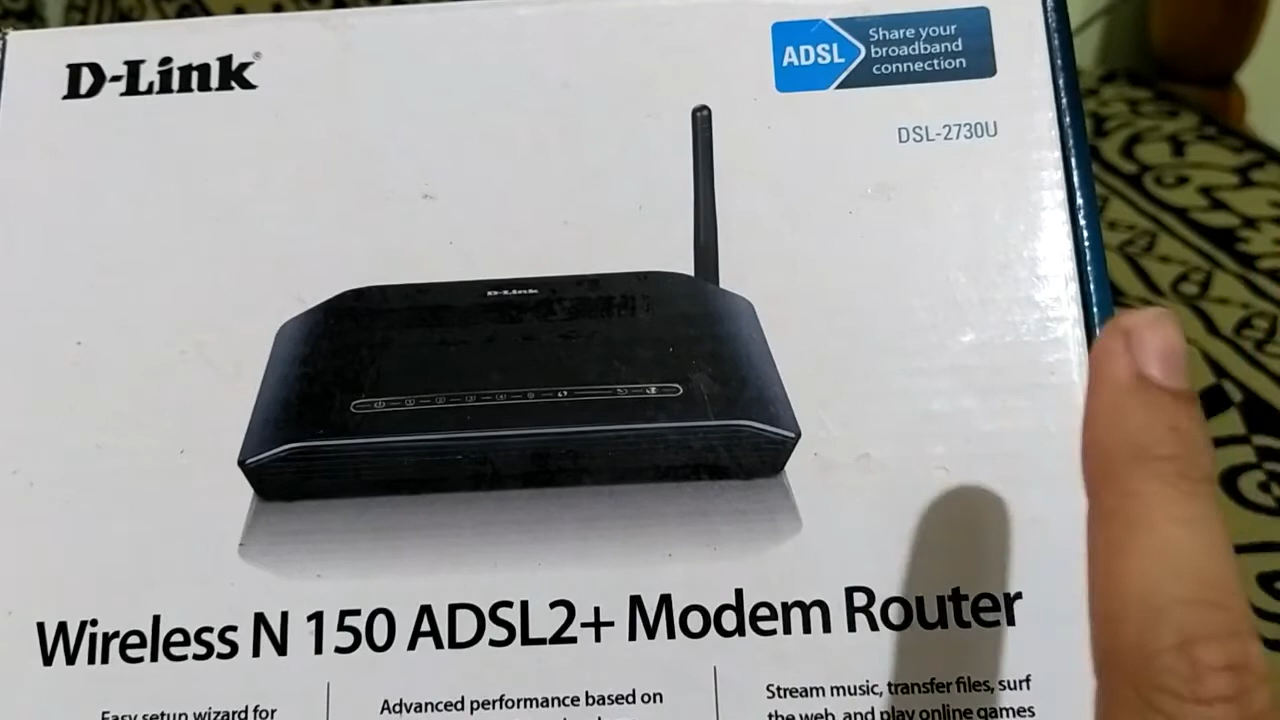 D-Link®
ADSL
Share your
broadband
connection
DSL-2730U
D-Link
Wireless N 150 ADSL2+ Modem Router
Easy setup wizard for
Advanced performance based on
Stream music, transfer files, surf
the web, and play online games